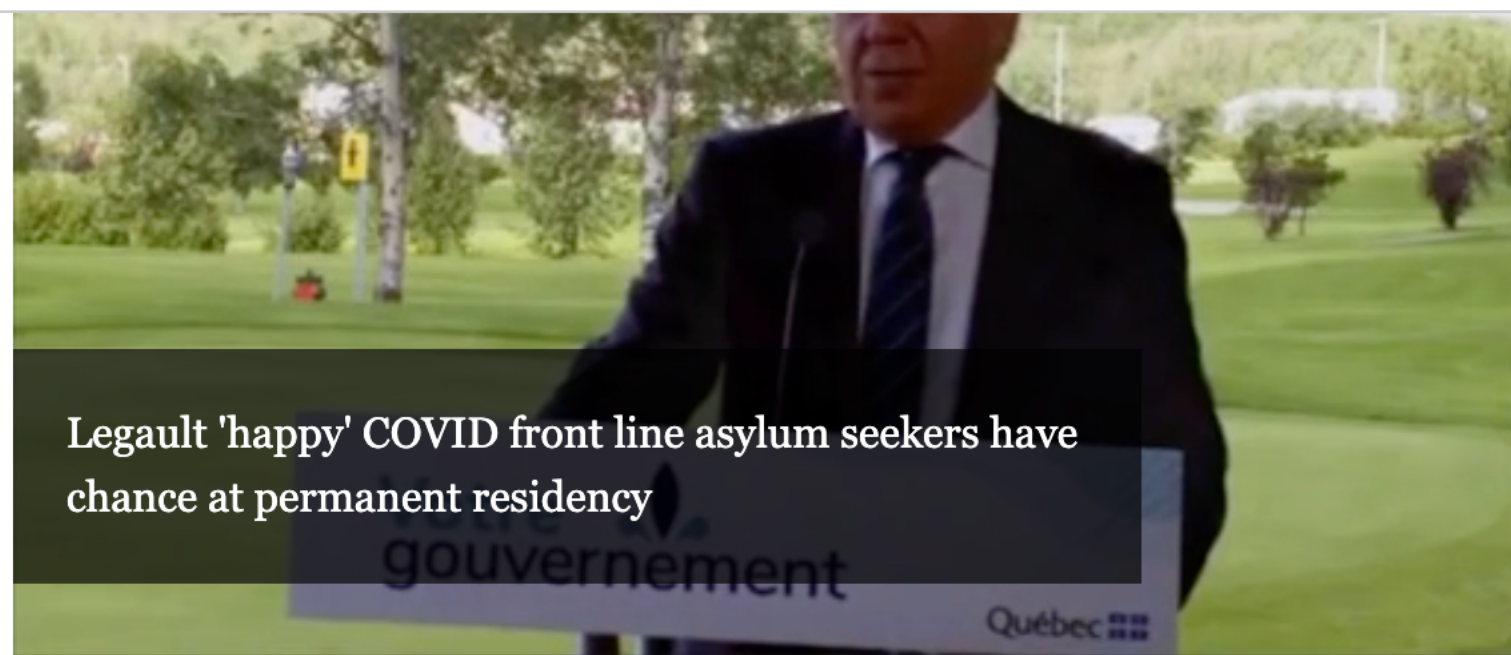 Legault 'happy' COVID front line asylum seekers have
chance at permanent residency
Votre
gouvernement
Québec